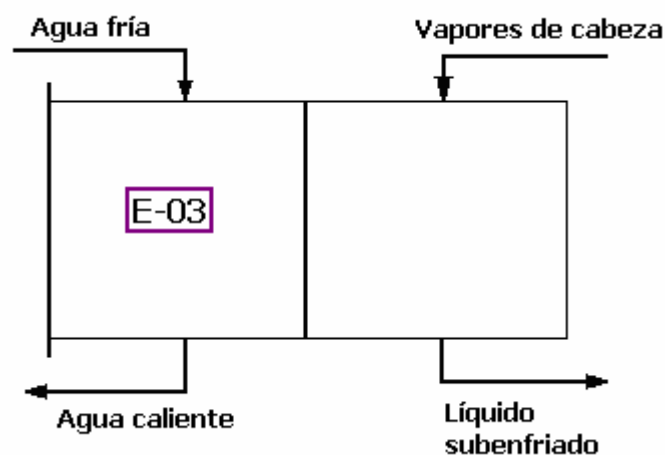 Agua fría
Vapores de cabeza
E-03
Agua caliente
Líquido
subenfriado